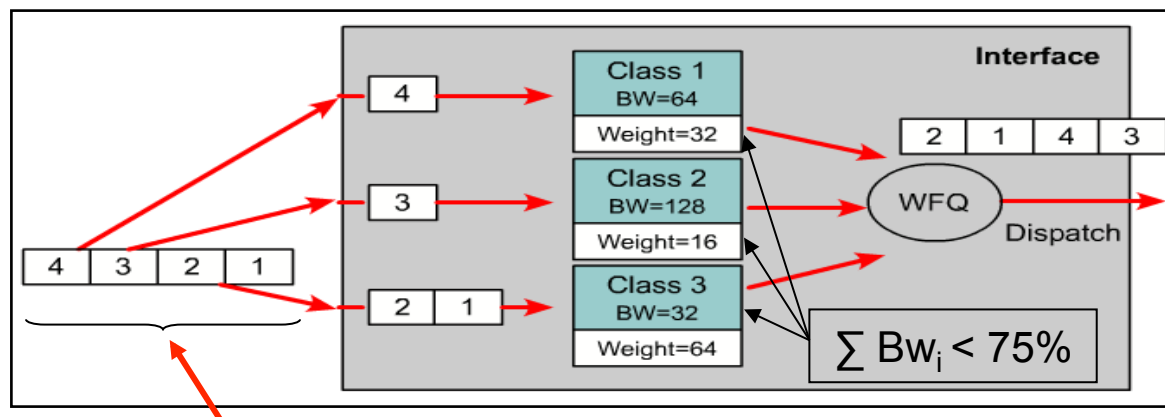 Interface
4
Class 1
BW=64
Weight=32
2 1 4 3
3
Class 2
BW=128
Weight=16
WFQ
Dispatch
4 3 2 1
2 1
Class 3
BW=32
Weight=64
∑ Bwᵢ < 75%